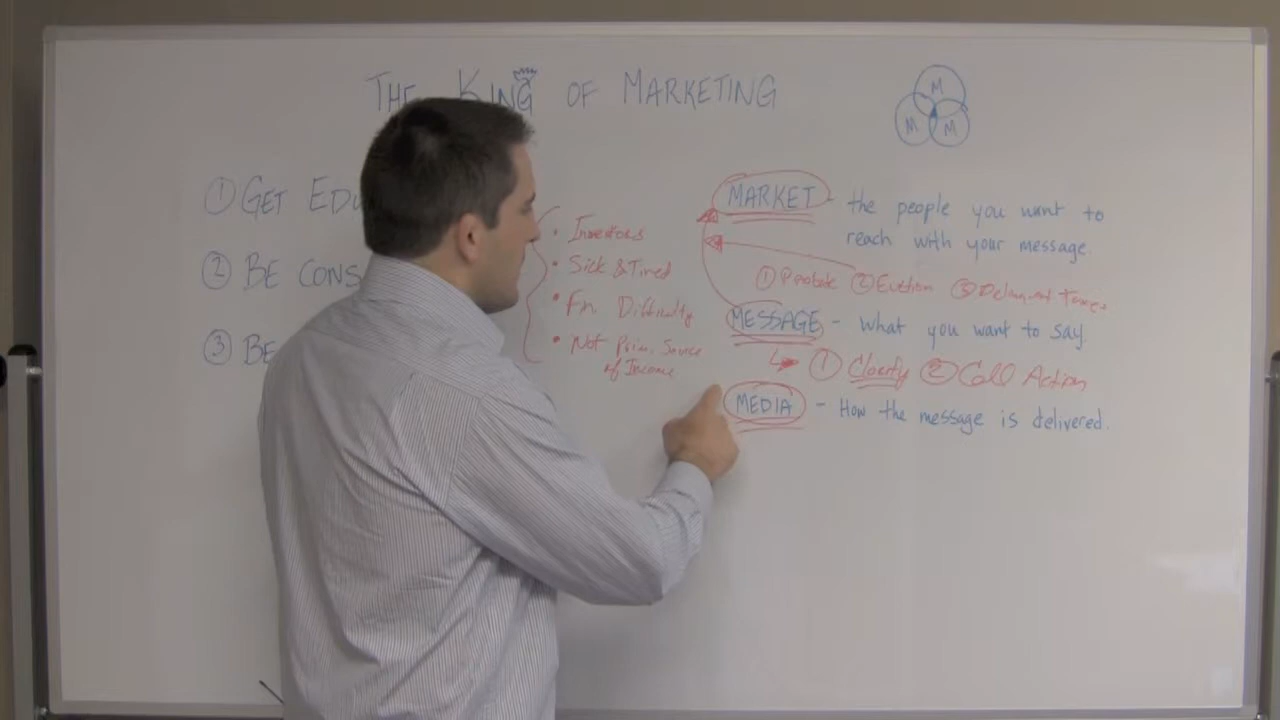 THE KING OF MARKETING
M
M M
① GET EDU
② BE CONS
③ BE
• Investors
• Sick & Tired
• Fn. Difficulty
• Not Prim. Source
of Income
MARKET - the people you want to
reach with your message.
① Probate ② Eviction ③ Delinquent Taxes
MESSAGE - What you want to say.
① Clarity ② Call Action
MEDIA - How the message is delivered.